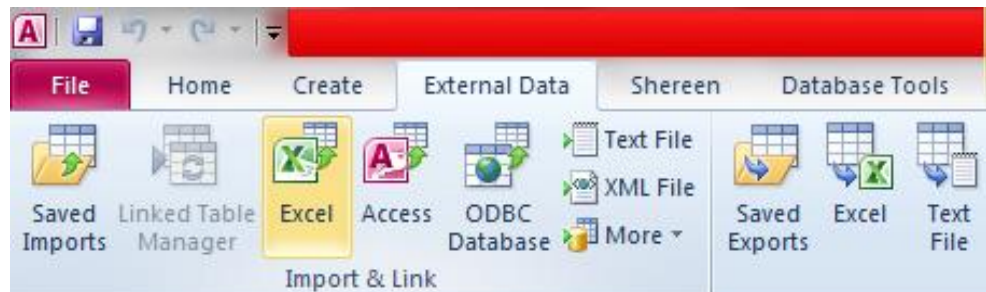 File Home Create External Data Shereen Database Tools
Text File
XML File
More
Saved Imports
Linked Table Manager
Excel
Access
ODBC Database
Saved Exports
Excel
Text File
Import & Link